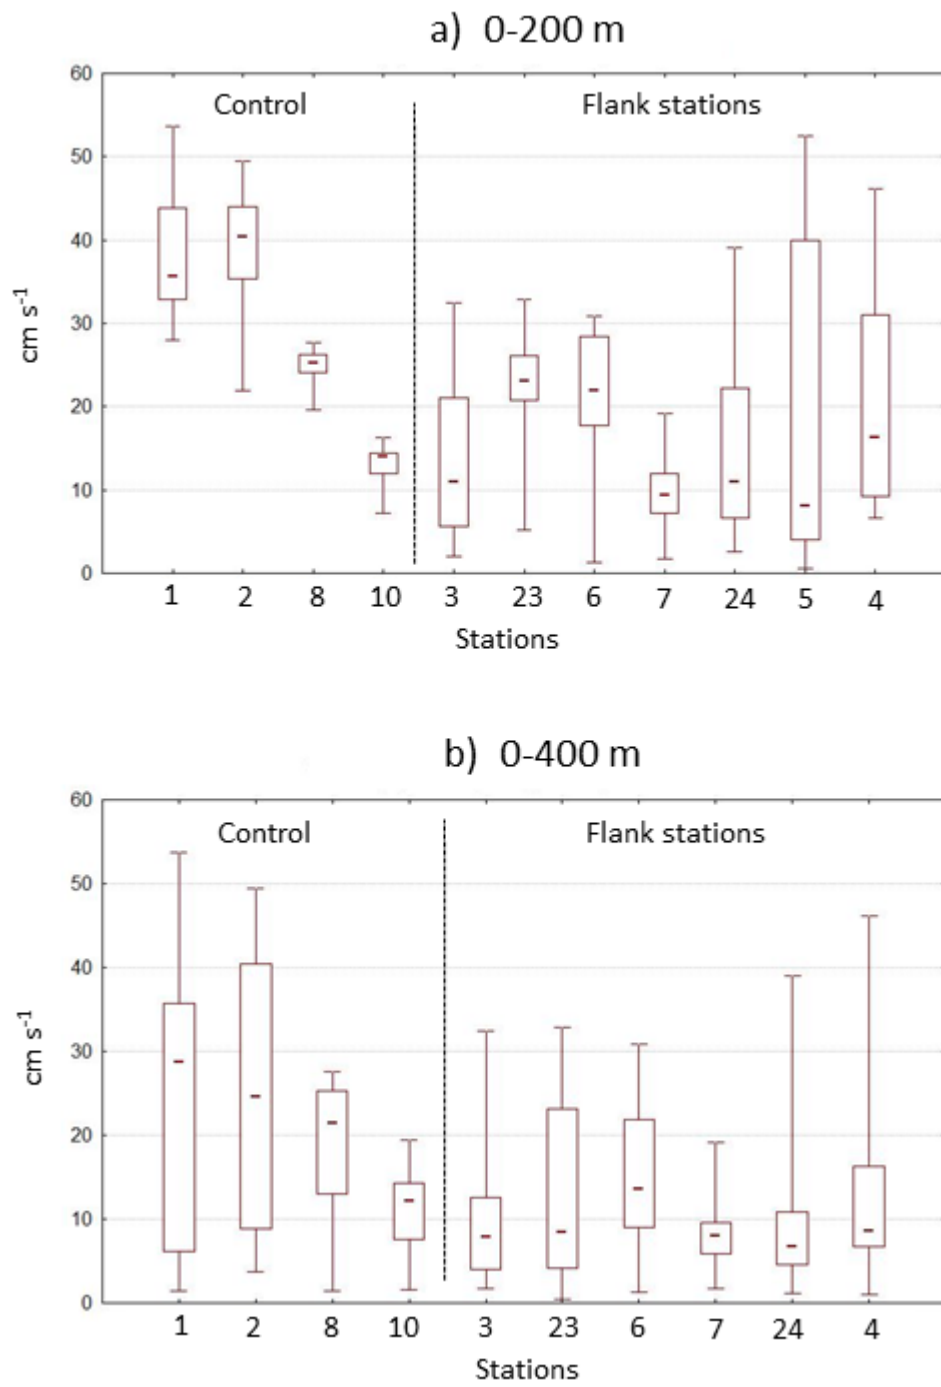 a) 0-200 m
60
Control Flank stations
50
40
30
20
10
0
cm s⁻¹
1 2 8 10 3 23 6 7 24 5 4
Stations
b) 0-400 m
60
Control Flank stations
50
40
30
20
10
0
cm s⁻¹
1 2 8 10 3 23 6 7 24 4
Stations